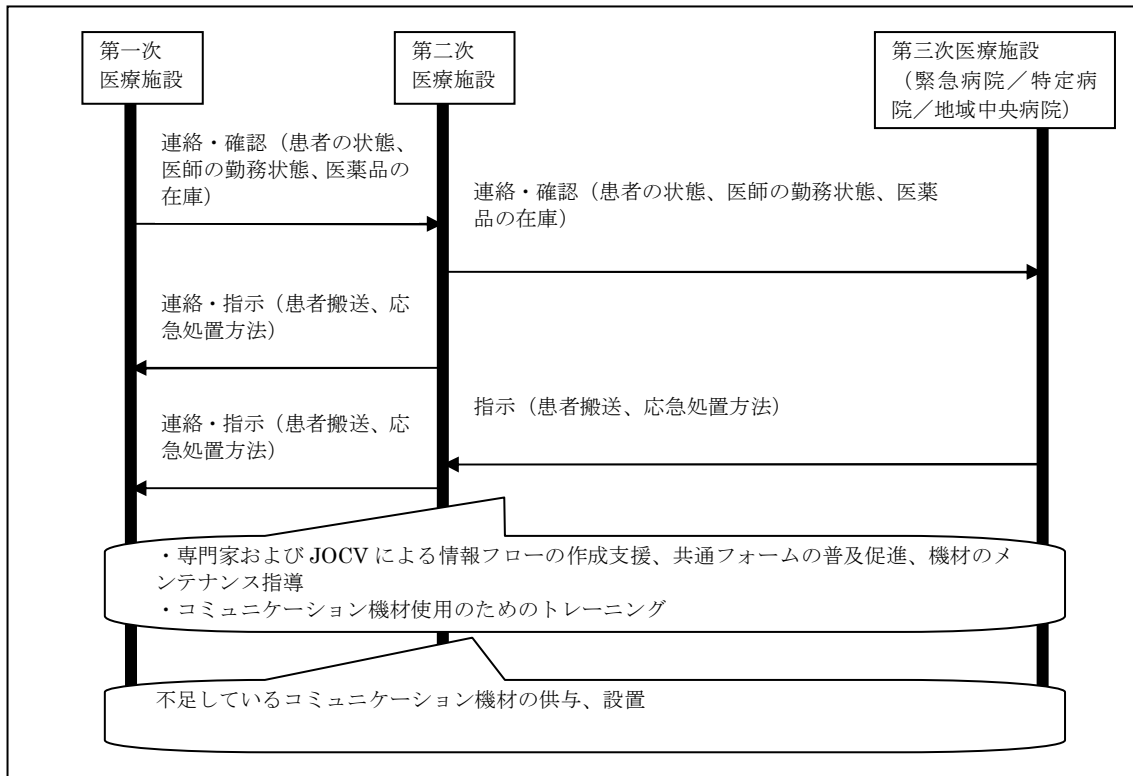 第一次
医療施設
第二次
医療施設
第三次医療施設
(緊急病院/特定病
院/地域中央病院)
連絡・確認(患者の状態、
医師の勤務状態、医薬品の
在庫)
連絡・確認(患者の状態、医師の勤務状態、医薬
品の在庫)
連絡・指示(患者搬送、応
急処置方法)
指示(患者搬送、応急処置方法)
連絡・指示(患者搬送、応
急処置方法)
・専門家および JOCV による情報フローの作成支援、共通フォームの普及促進、機材のメ
ンテナンス指導
・コミュニケーション機材使用のためのトレーニング
不足しているコミュニケーション機材の供与、設置